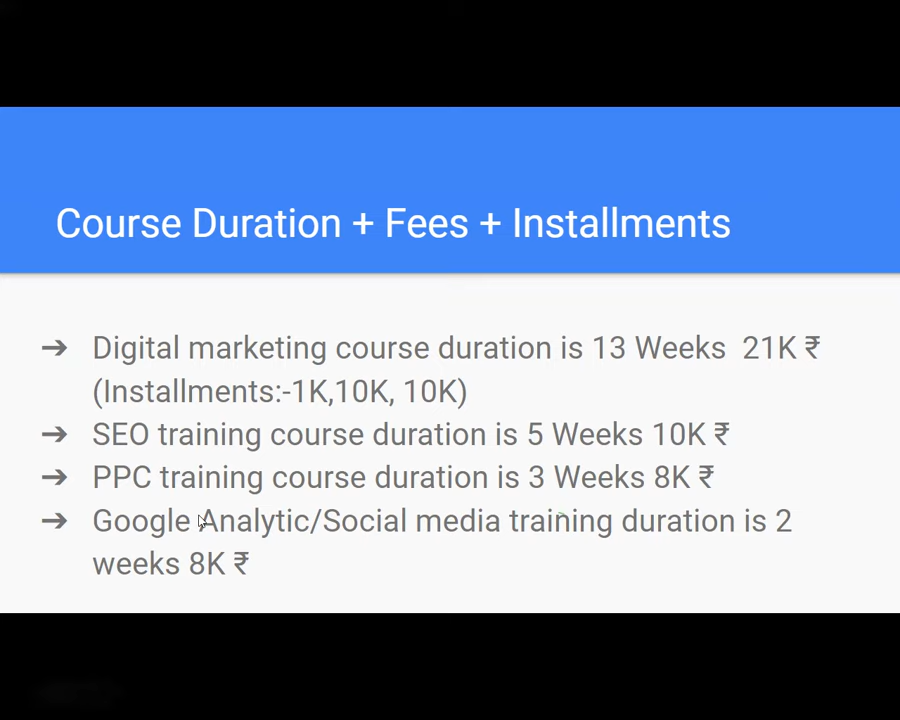 Course Duration + Fees + Installments
➔ Digital marketing course duration is 13 Weeks  21K ₹
(Installments:-1K,10K, 10K)
➔ SEO training course duration is 5 Weeks 10K ₹
➔ PPC training course duration is 3 Weeks 8K ₹
➔ Google Analytic/Social media training duration is 2
weeks 8K ₹